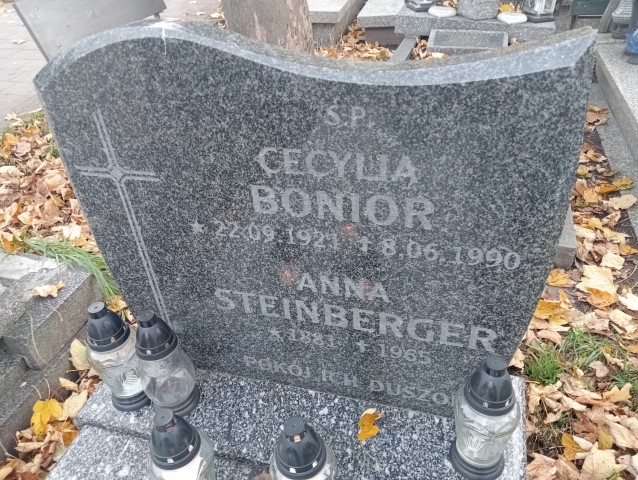 Ś.P.
CECYLIA
BONIOR
* 22.09.1921 ✝ 8.06.1990
ANNA
STEINBERGER
* 1881 ✝ 1965
POKÓJ ICH DUSZOM